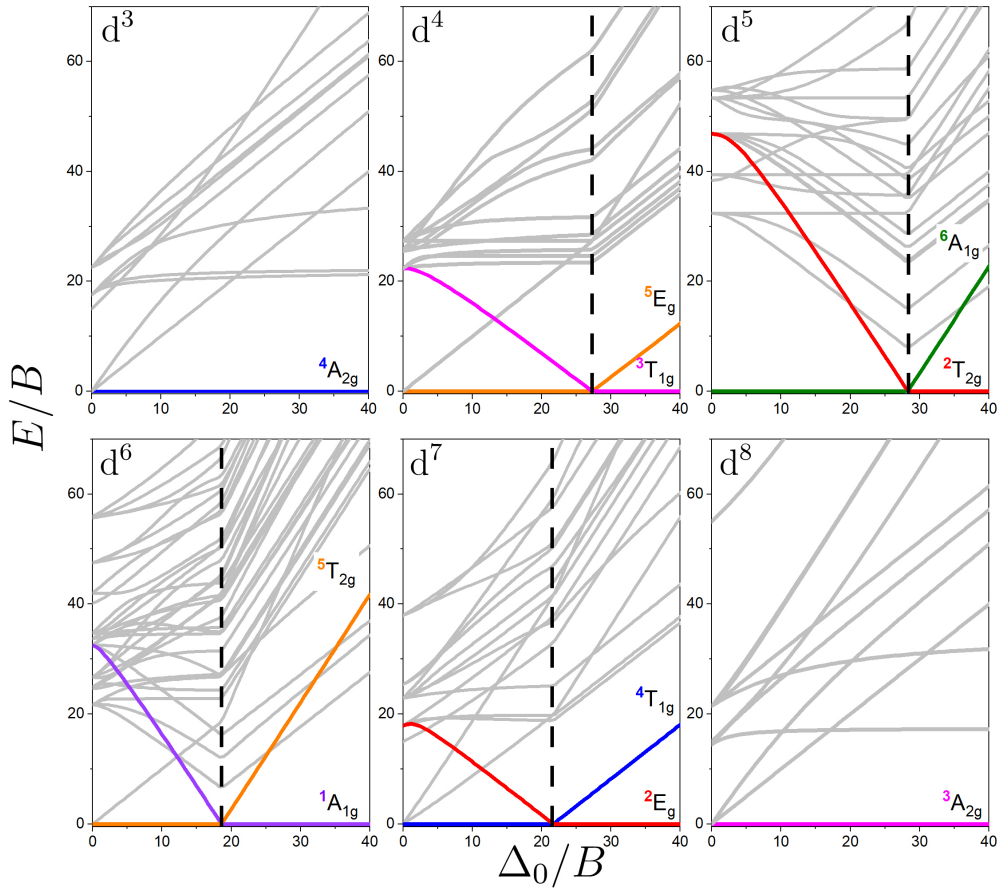 d³ d⁴ d⁵
60 60 60
40 40 40
⁶A1g
20 20 20
⁵Eg
⁴A2g ³T1g ²T2g
0 0 0
0 10 20 30 40 0 10 20 30 40 0 10 20 30 40
E/B
d⁶ d⁷ d⁸
60 60 60
⁵T2g
40 40 40
20 20 20
⁴T1g
¹A1g ²Eg ³A2g
0 0 0
0 10 20 30 40 0 10 20 30 40 0 10 20 30 40
Δ₀/B